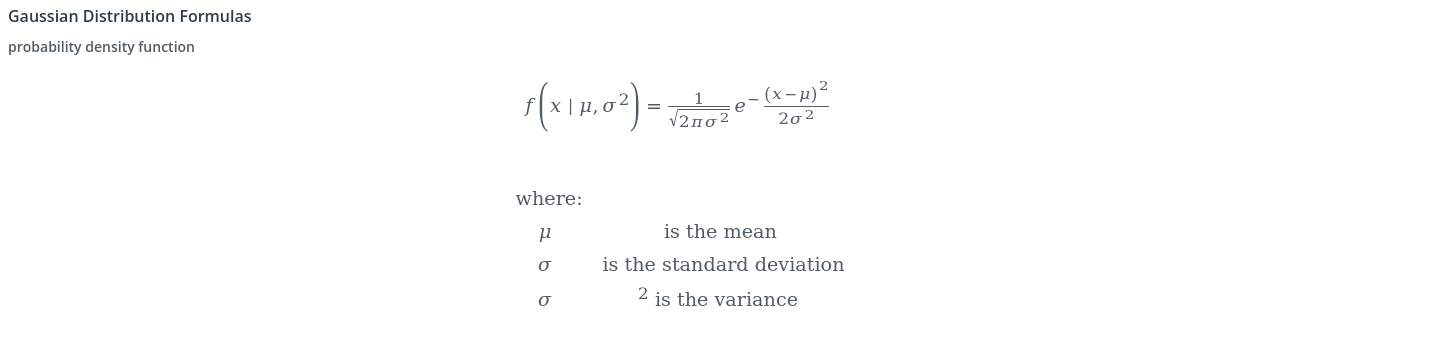 Gaussian Distribution Formulas
probability density function
f(x | μ, σ²) = 1/√(2πσ²) e^(−(x−μ)²/(2σ²))
where:
μ is the mean
σ is the standard deviation
σ ² is the variance